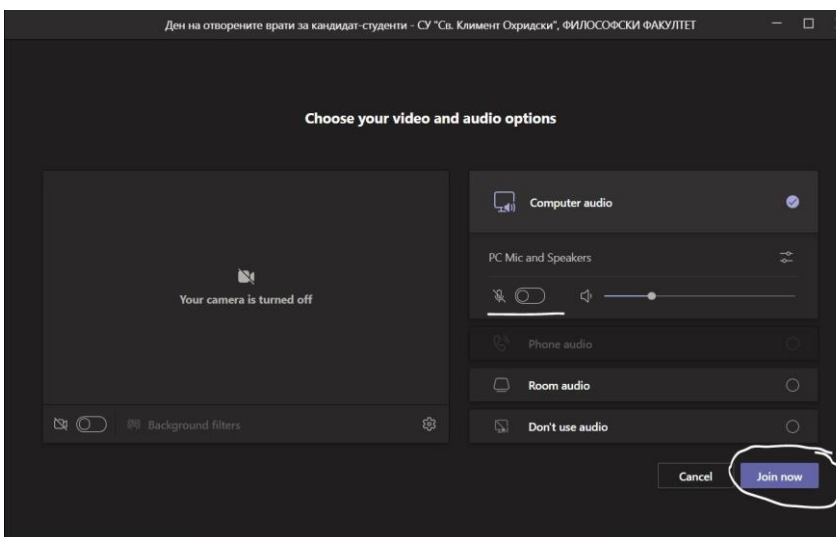 Ден на отворените врати за кандидат-студенти - СУ "Св. Климент Охридски", ФИЛОСОФСКИ ФАКУЛТЕТ
Choose your video and audio options
Your camera is turned off
Background filters
Computer audio
PC Mic and Speakers
Phone audio
Room audio
Don't use audio
Cancel
Join now